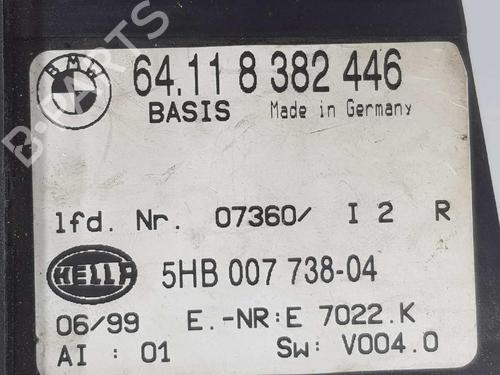 BMW
64.11 8 382 446
BASIS Made in Germany
lfd. Nr. 07360/ I 2 R
HELLA 5HB 007 738-04
06/99 E.-NR:E 7022.K
AI : 01 SW: V004.0
B-PARTS